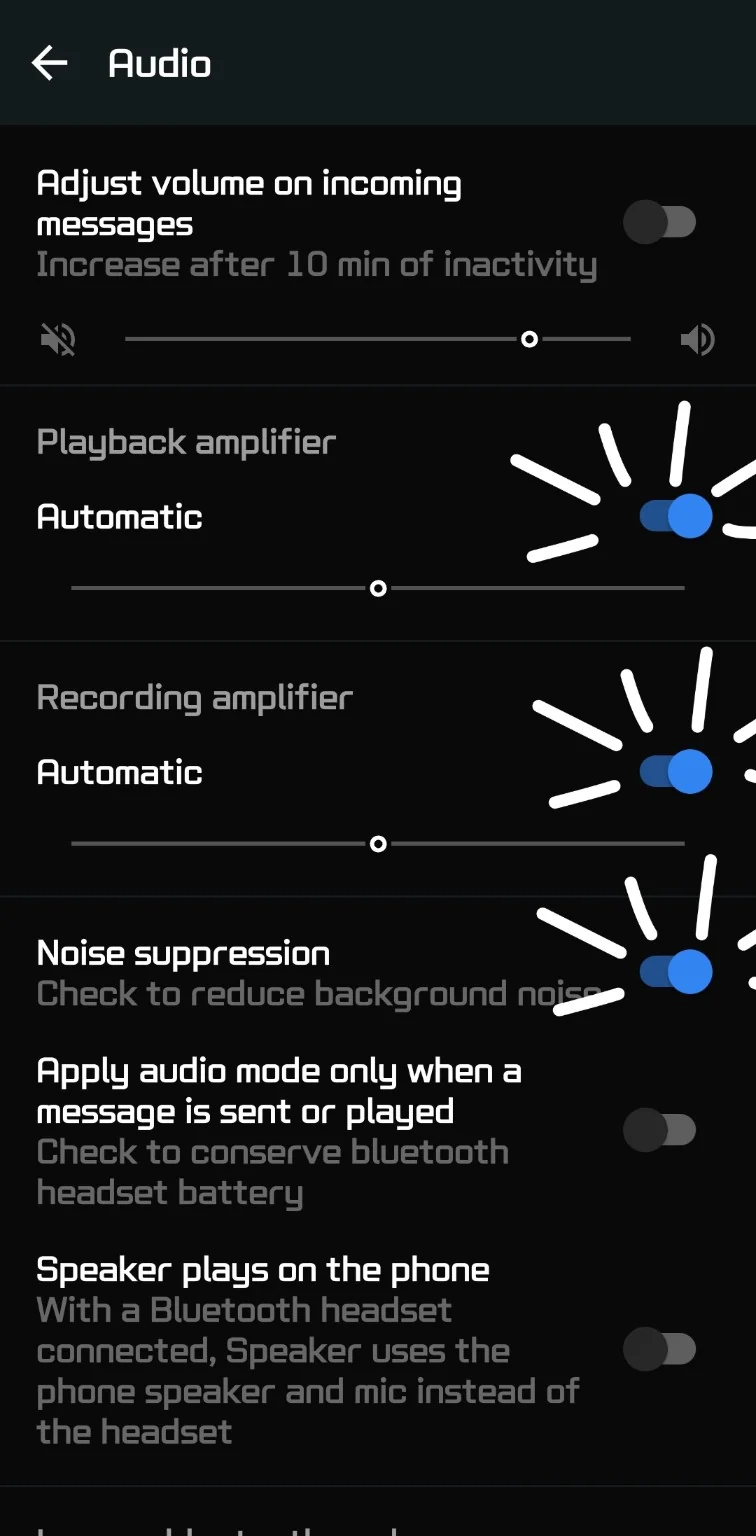 Audio
Adjust volume on incoming
messages
Increase after 10 min of inactivity
Playback amplifier
Automatic
Recording amplifier
Automatic
Noise suppression
Check to reduce background noise
Apply audio mode only when a
message is sent or played
Check to conserve bluetooth
headset battery
Speaker plays on the phone
With a Bluetooth headset
connected, Speaker uses the
phone speaker and mic instead of
the headset